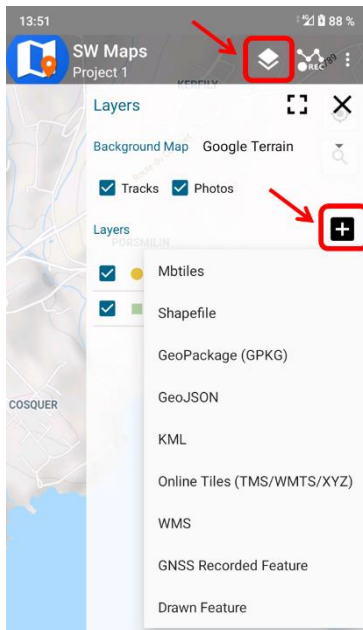 13:51
88 %
SW Maps
Project 1
REC
KERFILY
Layers
Background Map Google Terrain
Tracks Photos
Layers
PORSMILIN
Mbtiles
Shapefile
GeoPackage (GPKG)
GeoJSON
COSQUER
KML
Online Tiles (TMS/WMTS/XYZ)
WMS
GNSS Recorded Feature
Drawn Feature